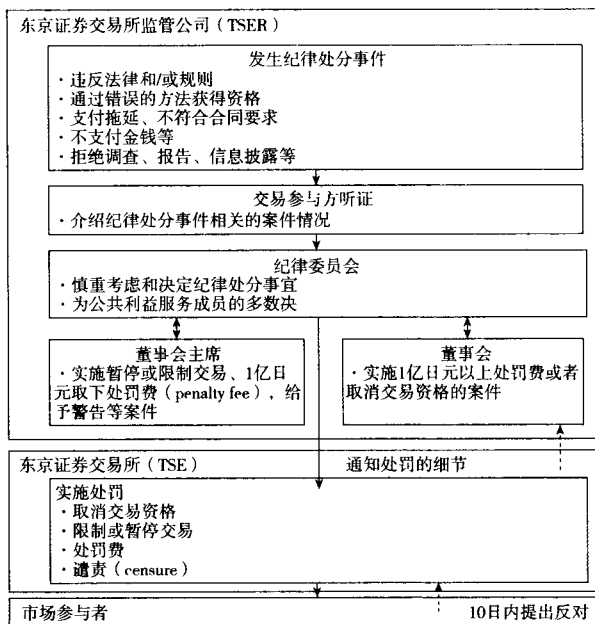 东京证券交易所监管公司（TSER）
发生纪律处分事件
·违反法律和/或规则
·通过错误的方法获得资格
·支付拖延、不符合合同要求
·不支付金钱等
·拒绝调查、报告、信息披露等
交易参与方听证
·介绍纪律处分事件相关的案件情况
纪律委员会
·慎重考虑和决定纪律处分事宜
·为公共利益服务成员的多数决
董事会主席
·实施暂停或限制交易、1亿日
元取下处罚费（penalty fee），给
予警告等案件
董事会
·实施1亿日元以上处罚费或者
取消交易资格的案件
东京证券交易所（TSE）
通知处罚的细节
实施处罚
·取消交易资格
·限制或暂停交易
·处罚费
·谴责（censure）
市场参与者
10日内提出反对